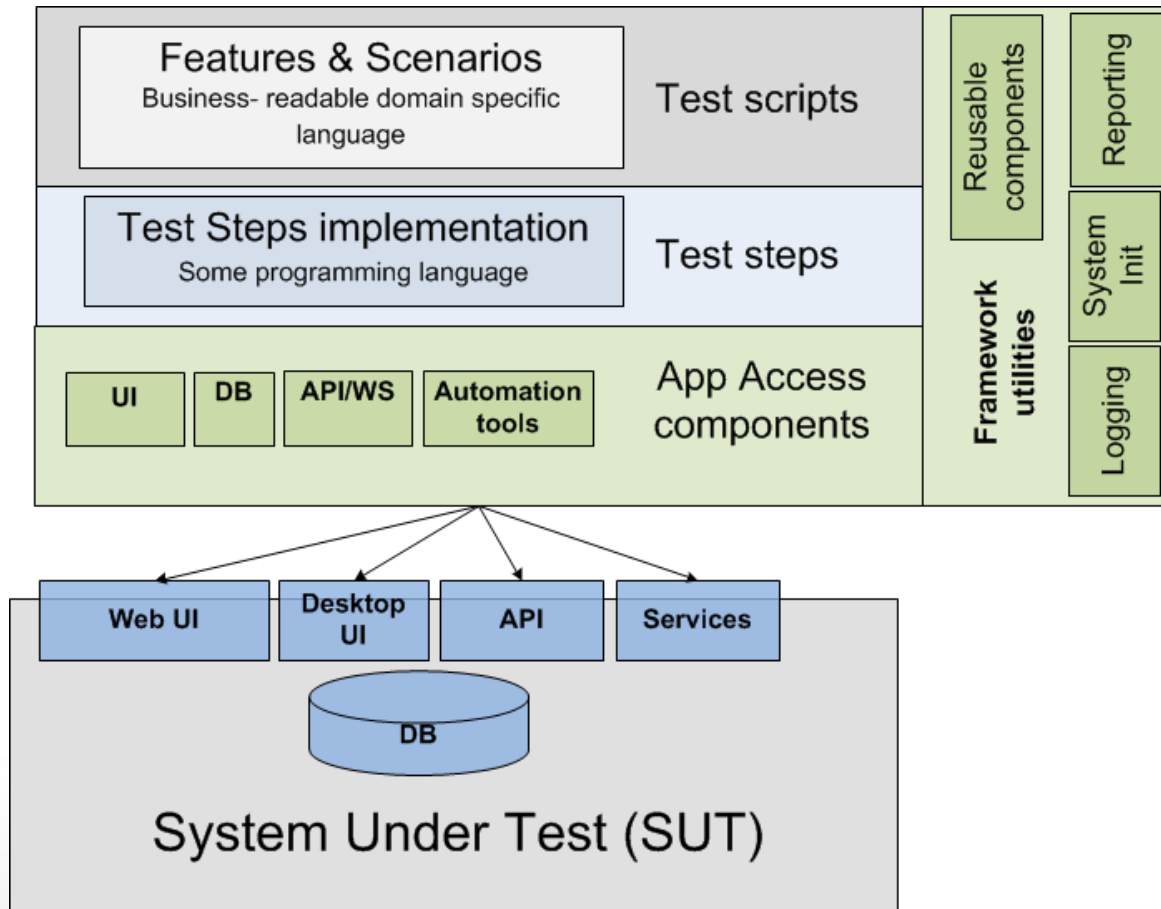 Features & Scenarios
Business- readable domain specific
language
Test scripts
Test Steps implementation
Some programming language
Test steps
UI
DB
API/WS
Automation
tools
App Access
components
Reusable
components
Framework
utilities
Reporting
System
Init
Logging
Web UI
Desktop
UI
API
Services
DB
System Under Test (SUT)